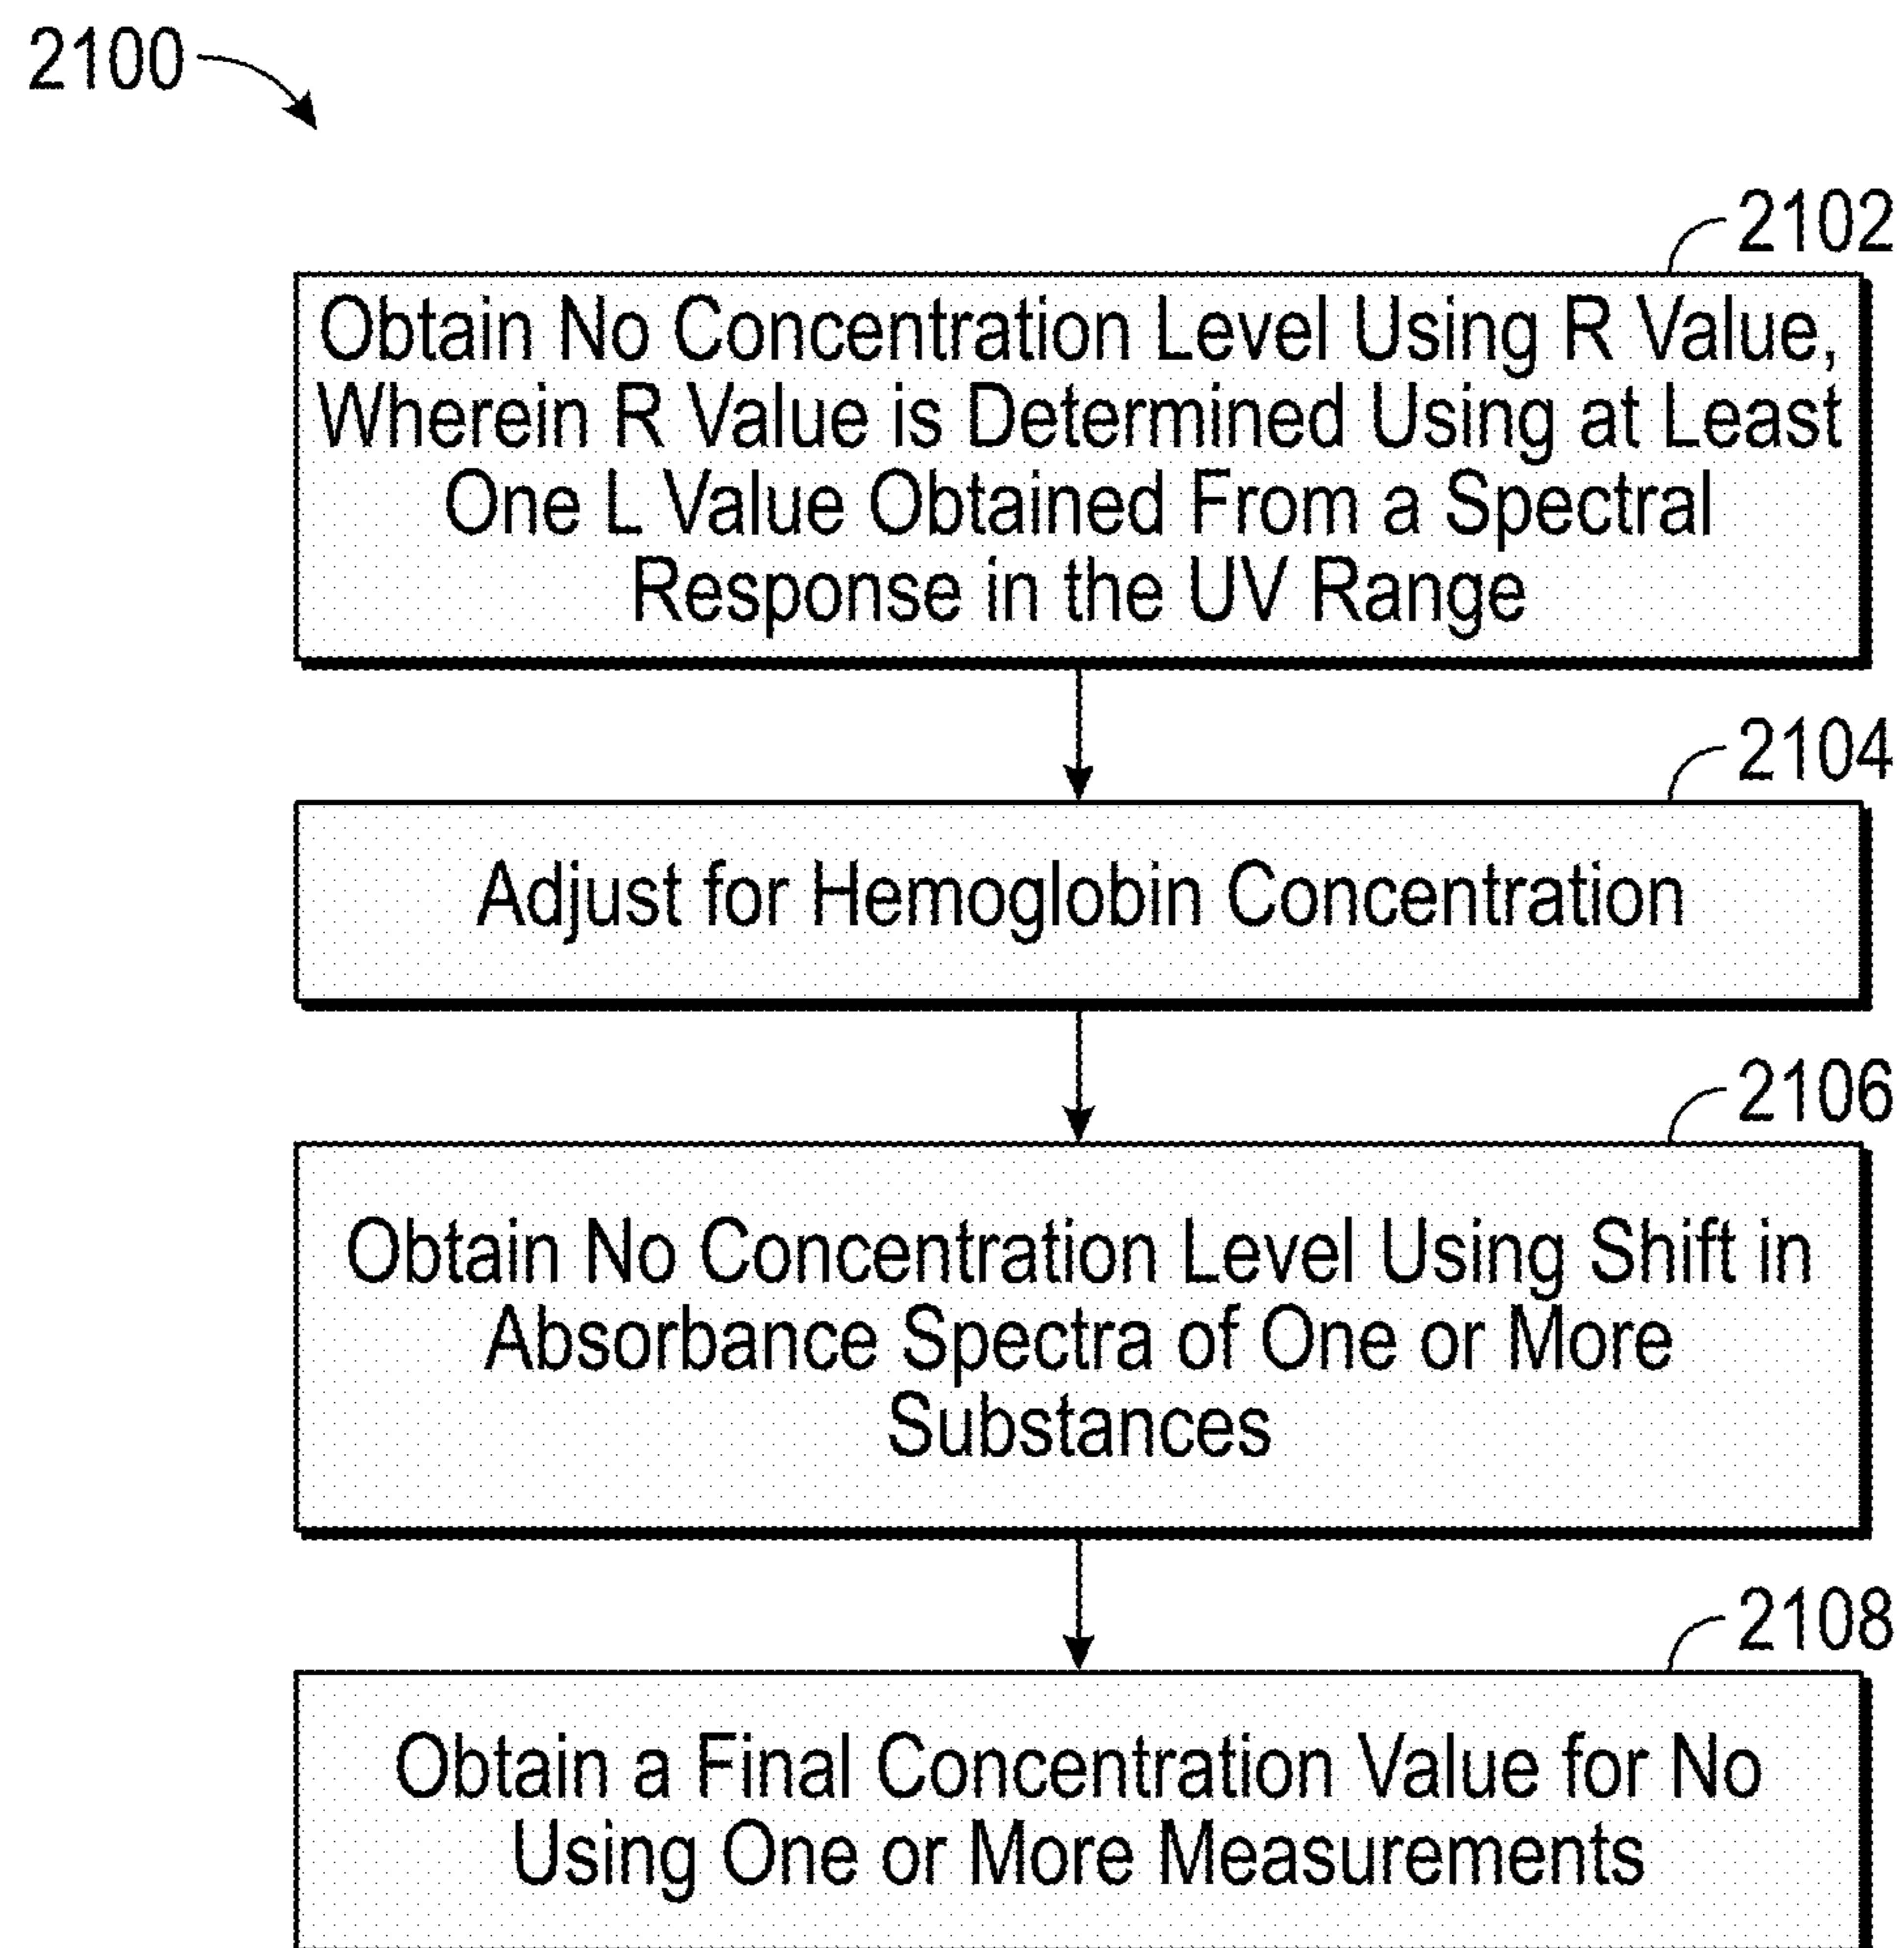 2100
2102
Obtain No Concentration Level Using R Value,
Wherein R Value is Determined Using at Least
One L Value Obtained From a Spectral
Response in the UV Range
2104
Adjust for Hemoglobin Concentration
2106
Obtain No Concentration Level Using Shift in
Absorbance Spectra of One or More
Substances
2108
Obtain a Final Concentration Value for No
Using One or More Measurements